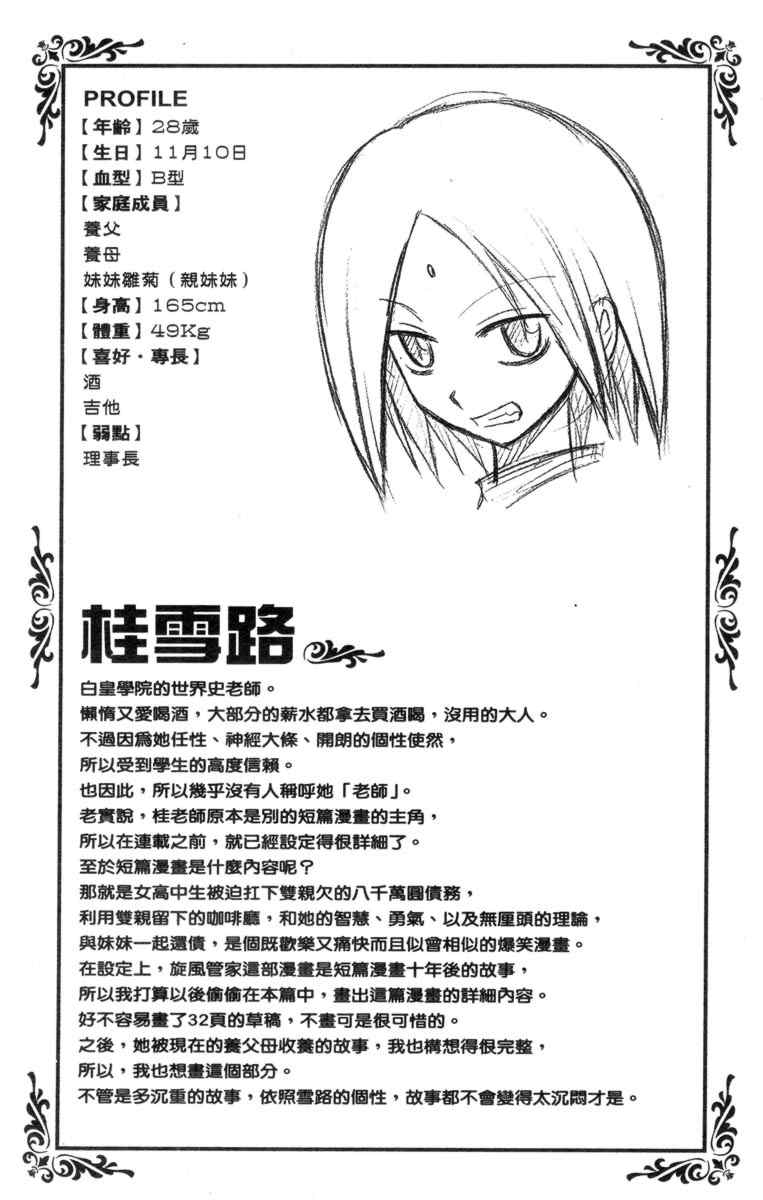 PROFILE
【年齡】28歲
【生日】11月10日
【血型】B型
【家庭成員】
養父
養母
妹妹雛菊（親妹妹）
【身高】165cm
【體重】49Kg
【喜好・專長】
酒
吉他
【弱點】
理事長
桂雪路
白皇學院的世界史老師。
懶惰又愛喝酒，大部分的薪水都拿去買酒喝，沒用的大人。
不過因為她任性、神經大條、開朗的個性使然，
所以受到學生的高度信賴。
也因此，所以幾乎沒有人稱呼她「老師」。
老實說，桂老師原本是別的短篇漫畫的主角，
所以在連載之前，就已經設定得很詳細了。
至於短篇漫畫是什麼內容呢？
那就是女高中生被迫扛下雙親欠的八千萬圓債務，
利用雙親留下的咖啡廳，和她的智慧、勇氣、以及無厘頭的理論，
與妹妹一起還債，是個既歡樂又痛快而且似曾相似的爆笑漫畫。
在設定上，旋風管家這部漫畫是短篇漫畫十年後的故事，
所以我打算以後偷偷在本篇中，畫出這篇漫畫的詳細內容。
好不容易畫了32頁的草稿，不畫可是很可惜的。
之後，她被現在的養父母收養的故事，我也構想得很完整，
所以，我也想畫這個部分。
不管是多沉重的故事，依照雪路的個性，故事都不會變得太沉悶才是。